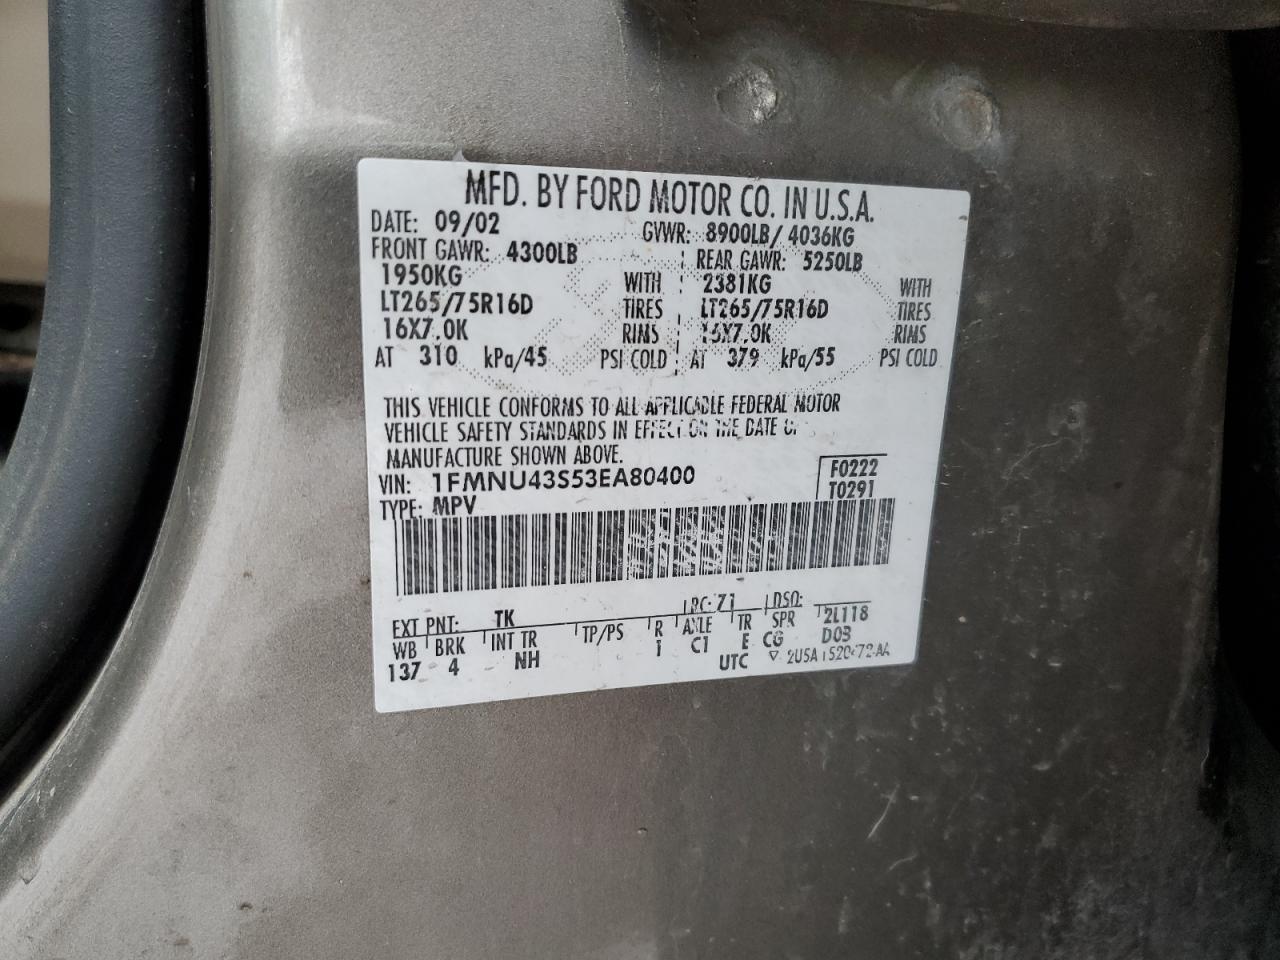 MFD. BY FORD MOTOR CO. IN U.S.A.
DATE: 09/02 GVWR: 8900LB/ 4036KG
FRONT GAWR: 4300LB REAR GAWR: 5250LB
1950KG WITH 2381KG WITH
LT265/75R16D TIRES LT265/75R16D TIRES
16X7.0K RIMS 16X7.0K RIMS
AT 310 kPa/45 PSI COLD AT 379 kPa/55 PSI COLD
THIS VEHICLE CONFORMS TO ALL APPLICABLE FEDERAL MOTOR
VEHICLE SAFETY STANDARDS IN EFFECT ON THE DATE OF
MANUFACTURE SHOWN ABOVE.
VIN: 1FMNU43S53EA80400 F0222
TYPE: MPV T0291
EXT PNT: TK RC: 71 DSO:
WB BRK INT TR TP/PS R AXLE TR SPR 2L118
137 4 NH 1 C1 E CG D03
UTC